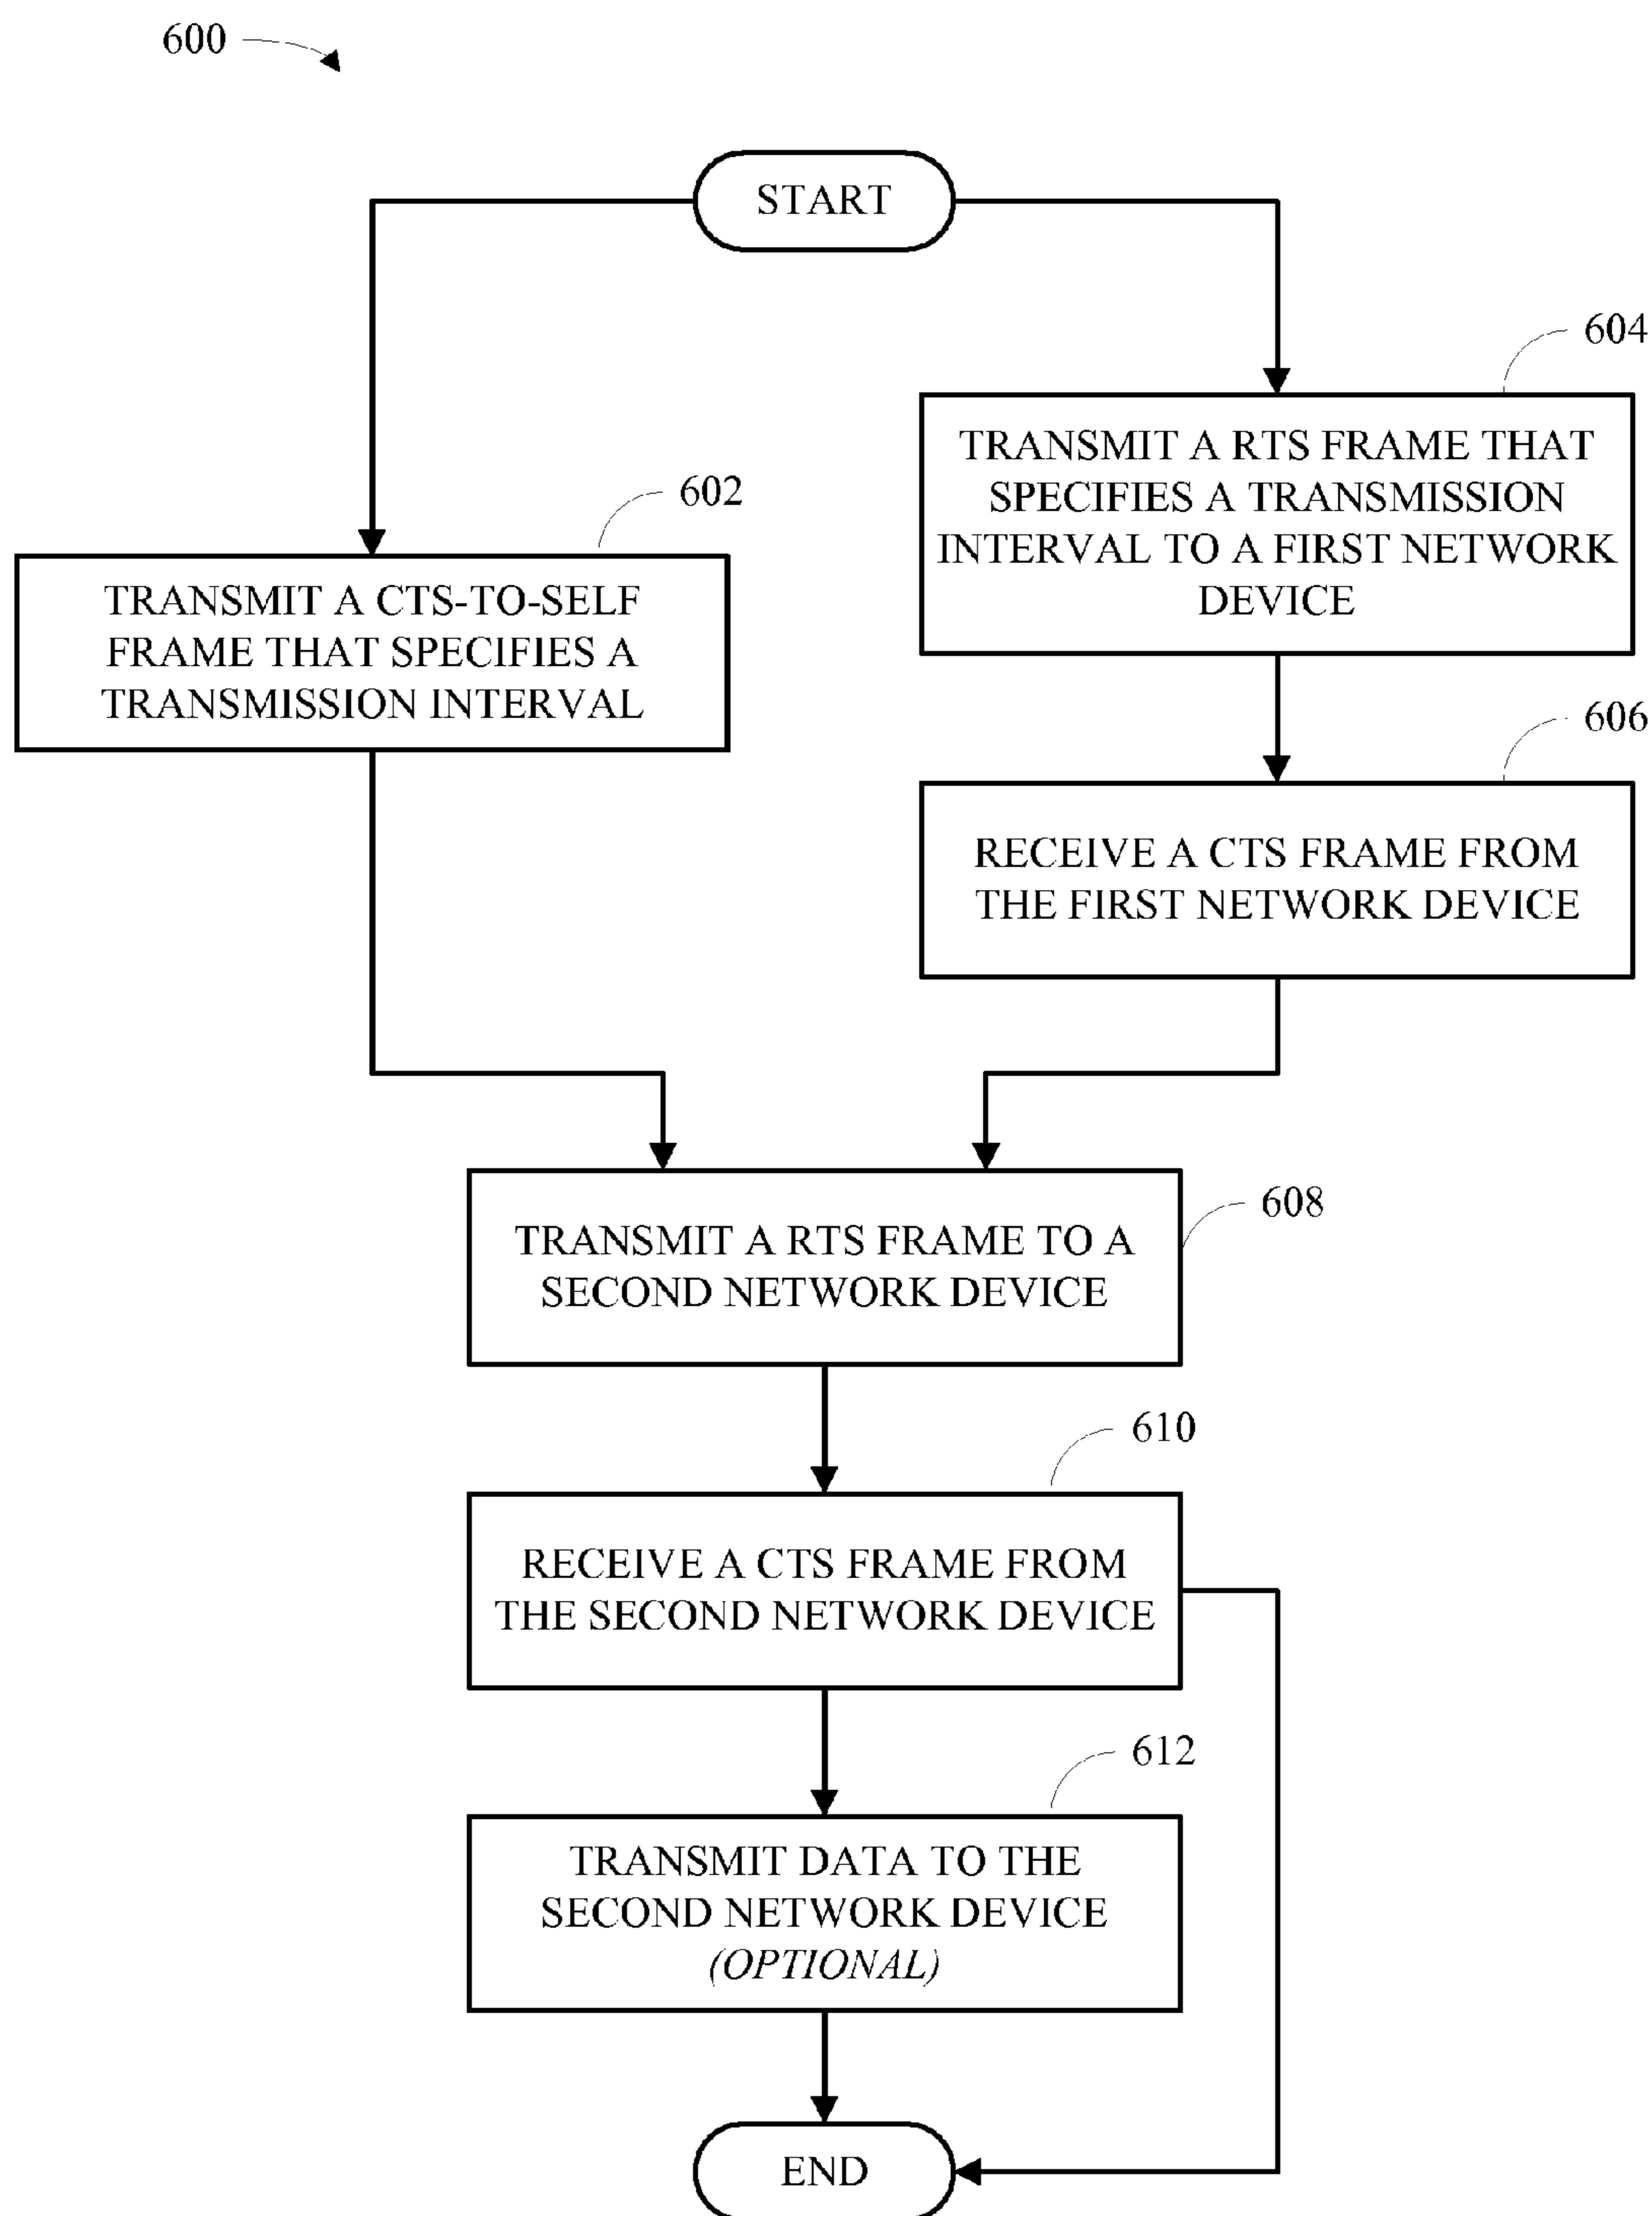 600
START
604
TRANSMIT A RTS FRAME THAT
SPECIFIES A TRANSMISSION
INTERVAL TO A FIRST NETWORK
DEVICE
602
TRANSMIT A CTS-TO-SELF
FRAME THAT SPECIFIES A
TRANSMISSION INTERVAL
606
RECEIVE A CTS FRAME FROM
THE FIRST NETWORK DEVICE
608
TRANSMIT A RTS FRAME TO A
SECOND NETWORK DEVICE
610
RECEIVE A CTS FRAME FROM
THE SECOND NETWORK DEVICE
612
TRANSMIT DATA TO THE
SECOND NETWORK DEVICE
(OPTIONAL)
END